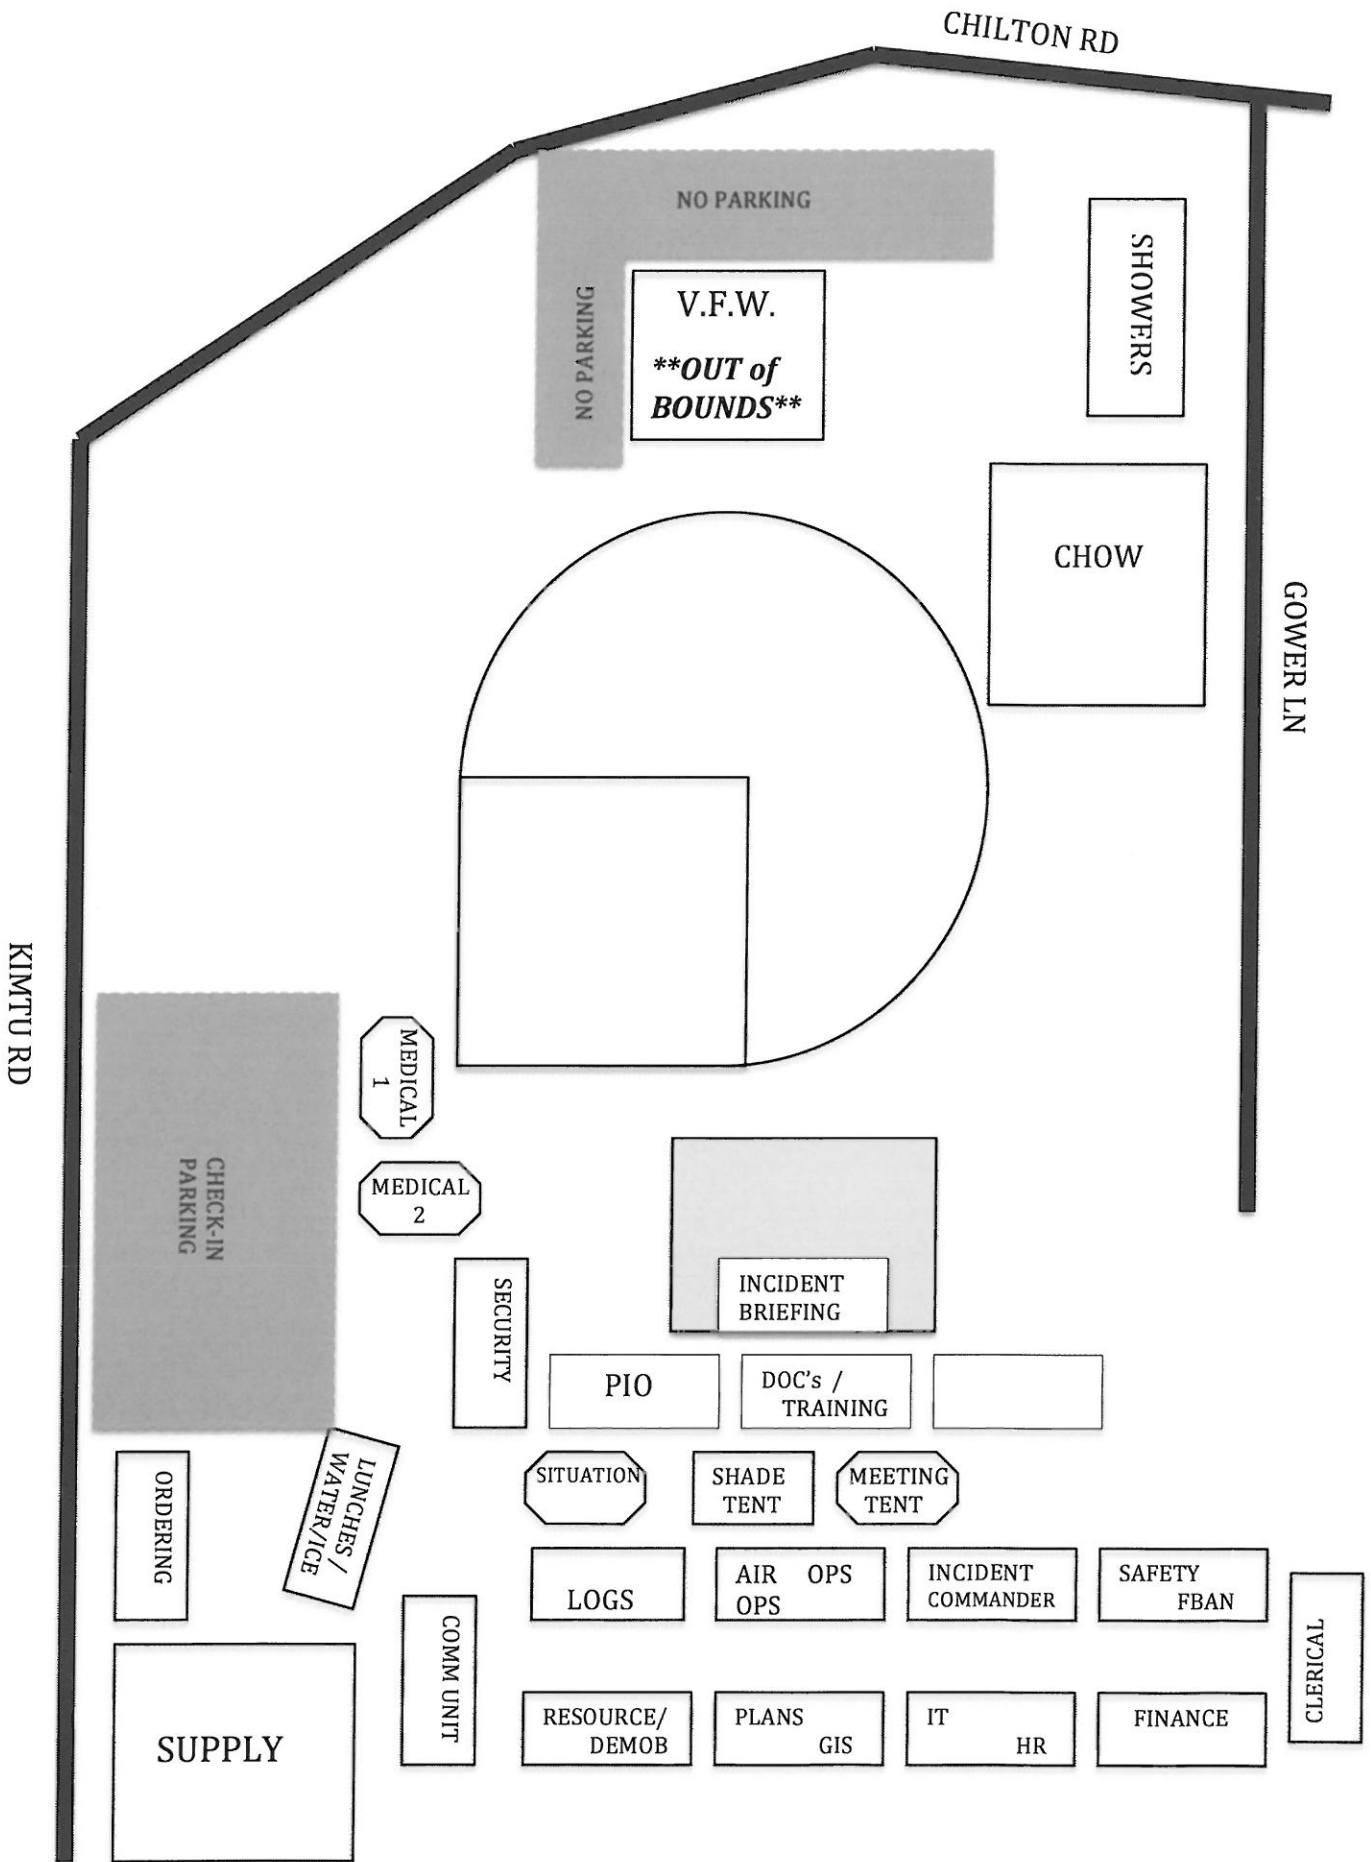 CHILTON RD
NO PARKING
SHOWERS
NO PARKING
V.F.W.
**OUT of
BOUNDS**
CHOW
GOWER LN
KIMTU RD
MEDICAL
1
CHECK-IN
PARKING
MEDICAL
2
SECURITY
INCIDENT
BRIEFING
PIO
DOC's /
TRAINING
ORDERING
LUNCHES /
WATER/ICE
SITUATION
SHADE
TENT
MEETING
TENT
LOGS
AIR OPS
OPS
INCIDENT
COMMANDER
SAFETY
FBAN
CLERICAL
COMM UNIT
SUPPLY
RESOURCE/
DEMOB
PLANS
GIS
IT
HR
FINANCE